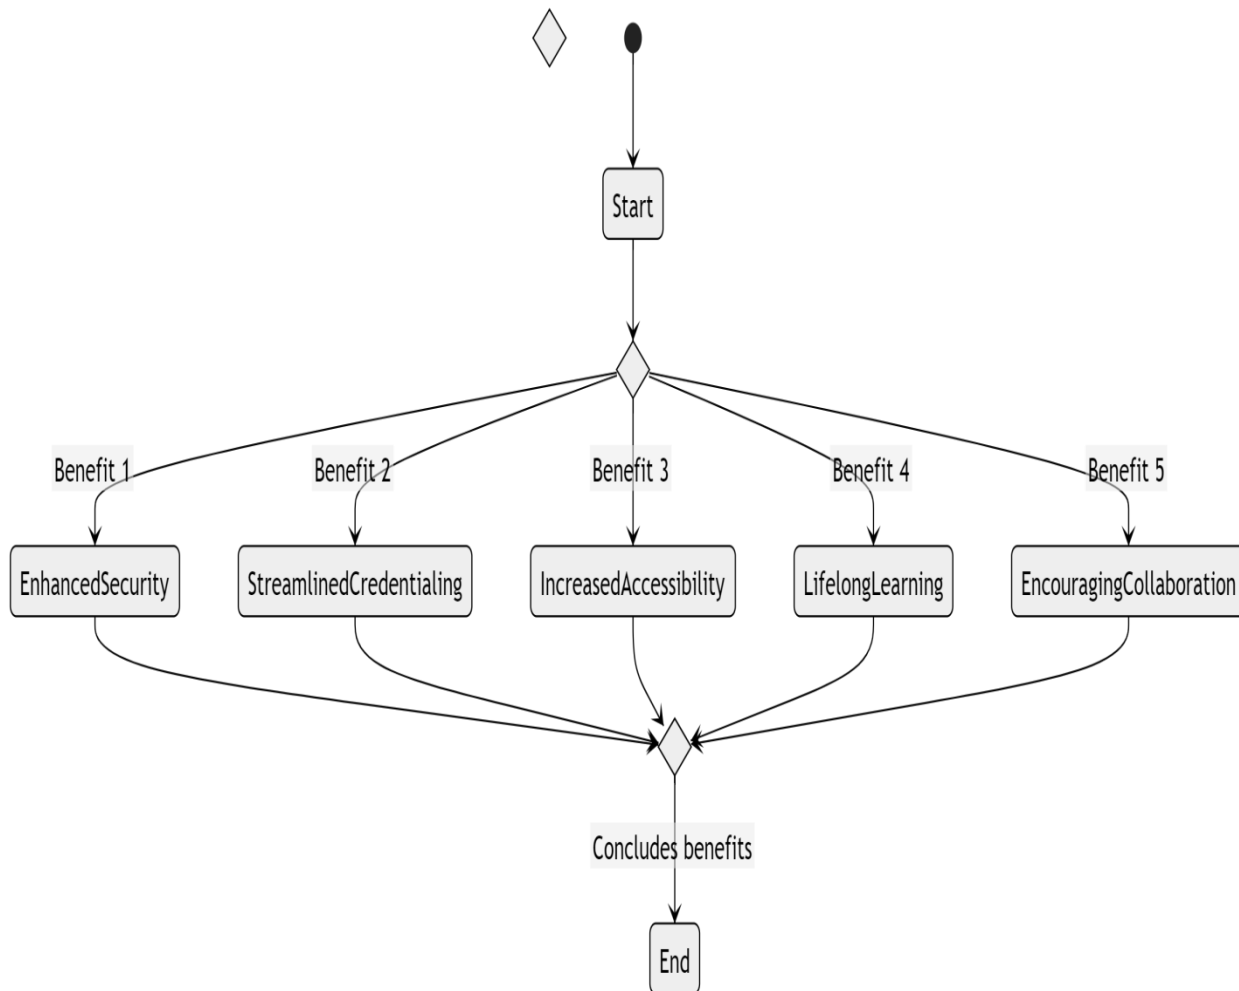 Start
Benefit 1
Benefit 2
Benefit 3
Benefit 4
Benefit 5
EnhancedSecurity
StreamlinedCredentialing
IncreasedAccessibility
LifelongLearning
EncouragingCollaboration
Concludes benefits
End